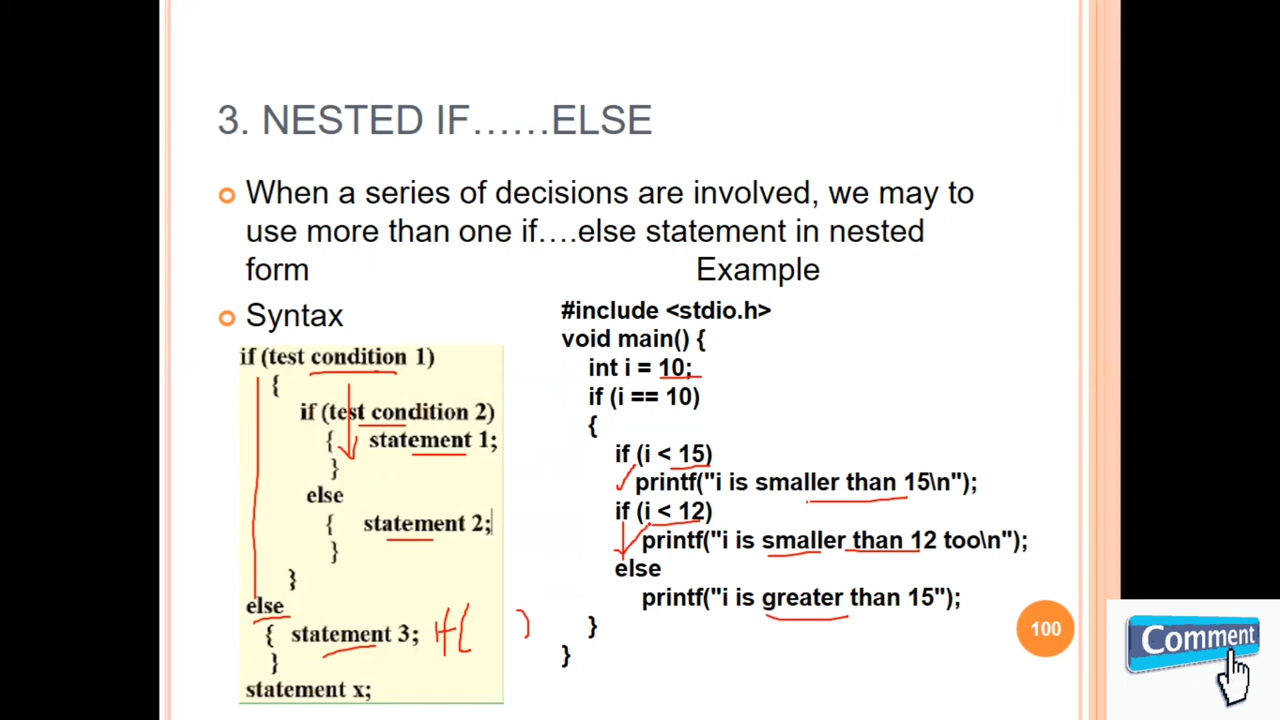 3. NESTED IF……ELSE
When a series of decisions are involved, we may to
use more than one if….else statement in nested
form
Syntax
if (test condition 1)
{
if (test condition 2)
{ statement 1;
}
else
{ statement 2;
}
}
else
{ statement 3; if( )
}
statement x;
Example
#include <stdio.h>
void main() {
int i = 10;
if (i == 10)
{
if (i < 15)
printf("i is smaller than 15\n");
if (i < 12)
printf("i is smaller than 12 too\n");
else
printf("i is greater than 15");
}
}
100
Comment